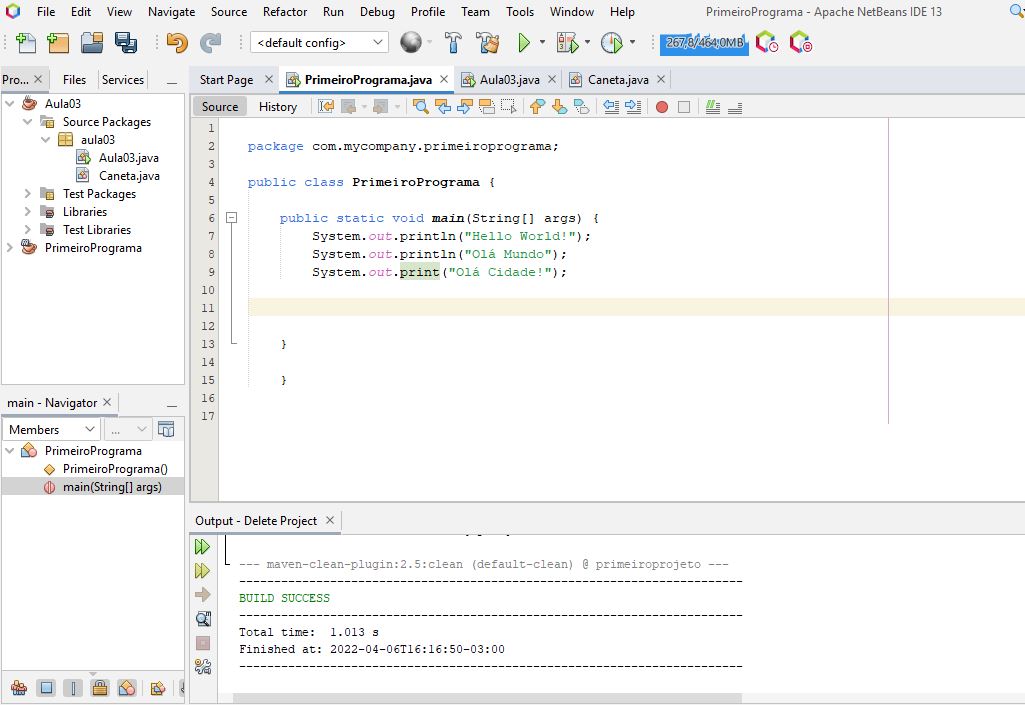 File Edit View Navigate Source Refactor Run Debug Profile Team Tools Window Help PrimeiroPrograma - Apache NetBeans IDE 13
<default config> 267,8/464,0MB
Pro... Files Services
Start Page PrimeiroPrograma.java Aula03.java Caneta.java
Source History
Aula03
Source Packages
aula03
Aula03.java
Caneta.java
Test Packages
Libraries
Test Libraries
PrimeiroPrograma
1
2 package com.mycompany.primeiroprograma;
3
4 public class PrimeiroPrograma {
5
6 public static void main(String[] args) {
7 System.out.println("Hello World!");
8 System.out.println("Olá Mundo");
9 System.out.print("Olá Cidade!");
10
11
12
13 }
14
15 }
16
17
main - Navigator
Members ...
PrimeiroPrograma
PrimeiroPrograma()
main(String[] args)
Output - Delete Project
--- maven-clean-plugin:2.5:clean (default-clean) @ primeiroprojeto ---
------------------------------------------------------------------------
BUILD SUCCESS
------------------------------------------------------------------------
Total time: 1.013 s
Finished at: 2022-04-06T16:16:50-03:00
------------------------------------------------------------------------